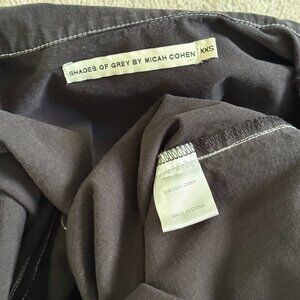 SHADES OF GREY BY MICAH COHEN
XXS
MADE IN CHINA